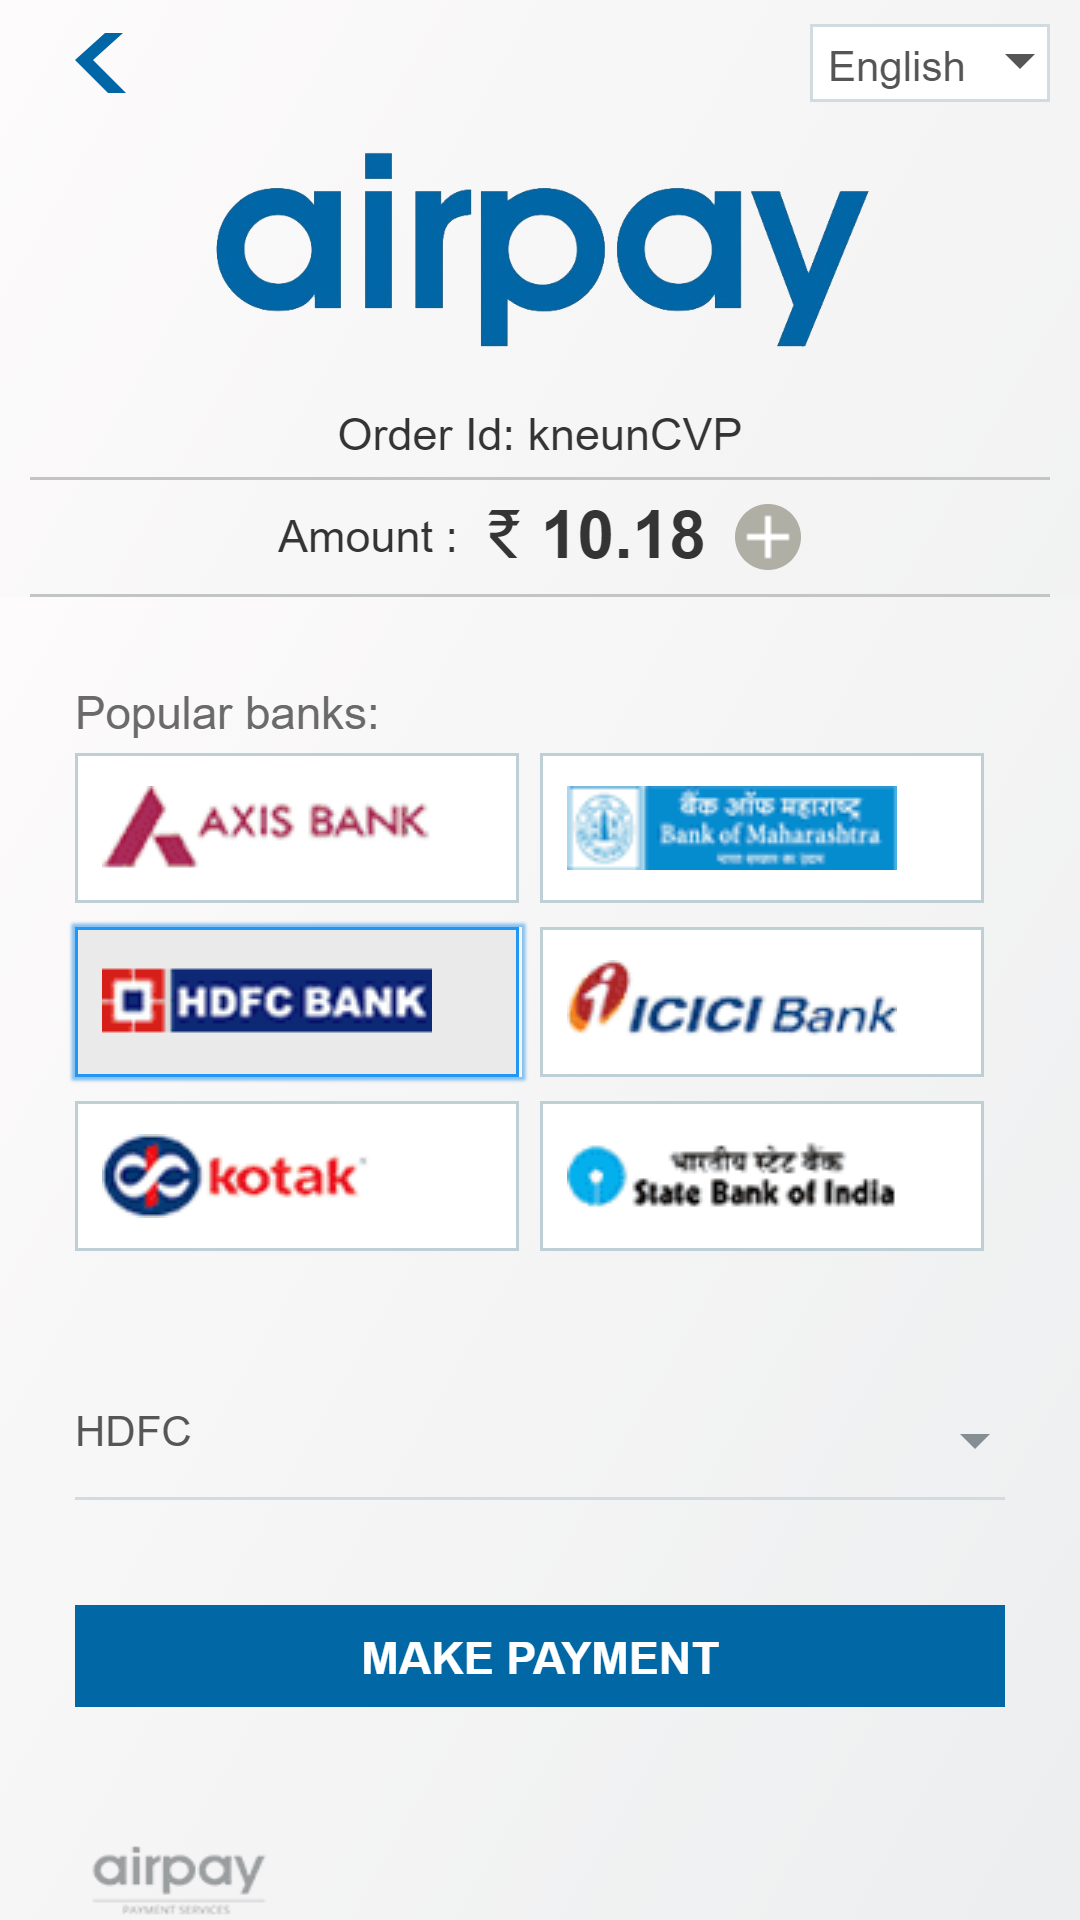 English
airpay
Order Id: kneunCVP
Amount : ₹ 10.18
Popular banks:
AXIS BANK
बैंक ऑफ महाराष्ट्र
Bank of Maharashtra
HDFC BANK
ICICI Bank
kotak
भारतीय स्टेट बैंक
State Bank of India
HDFC
MAKE PAYMENT
airpay
PAYMENT SERVICES